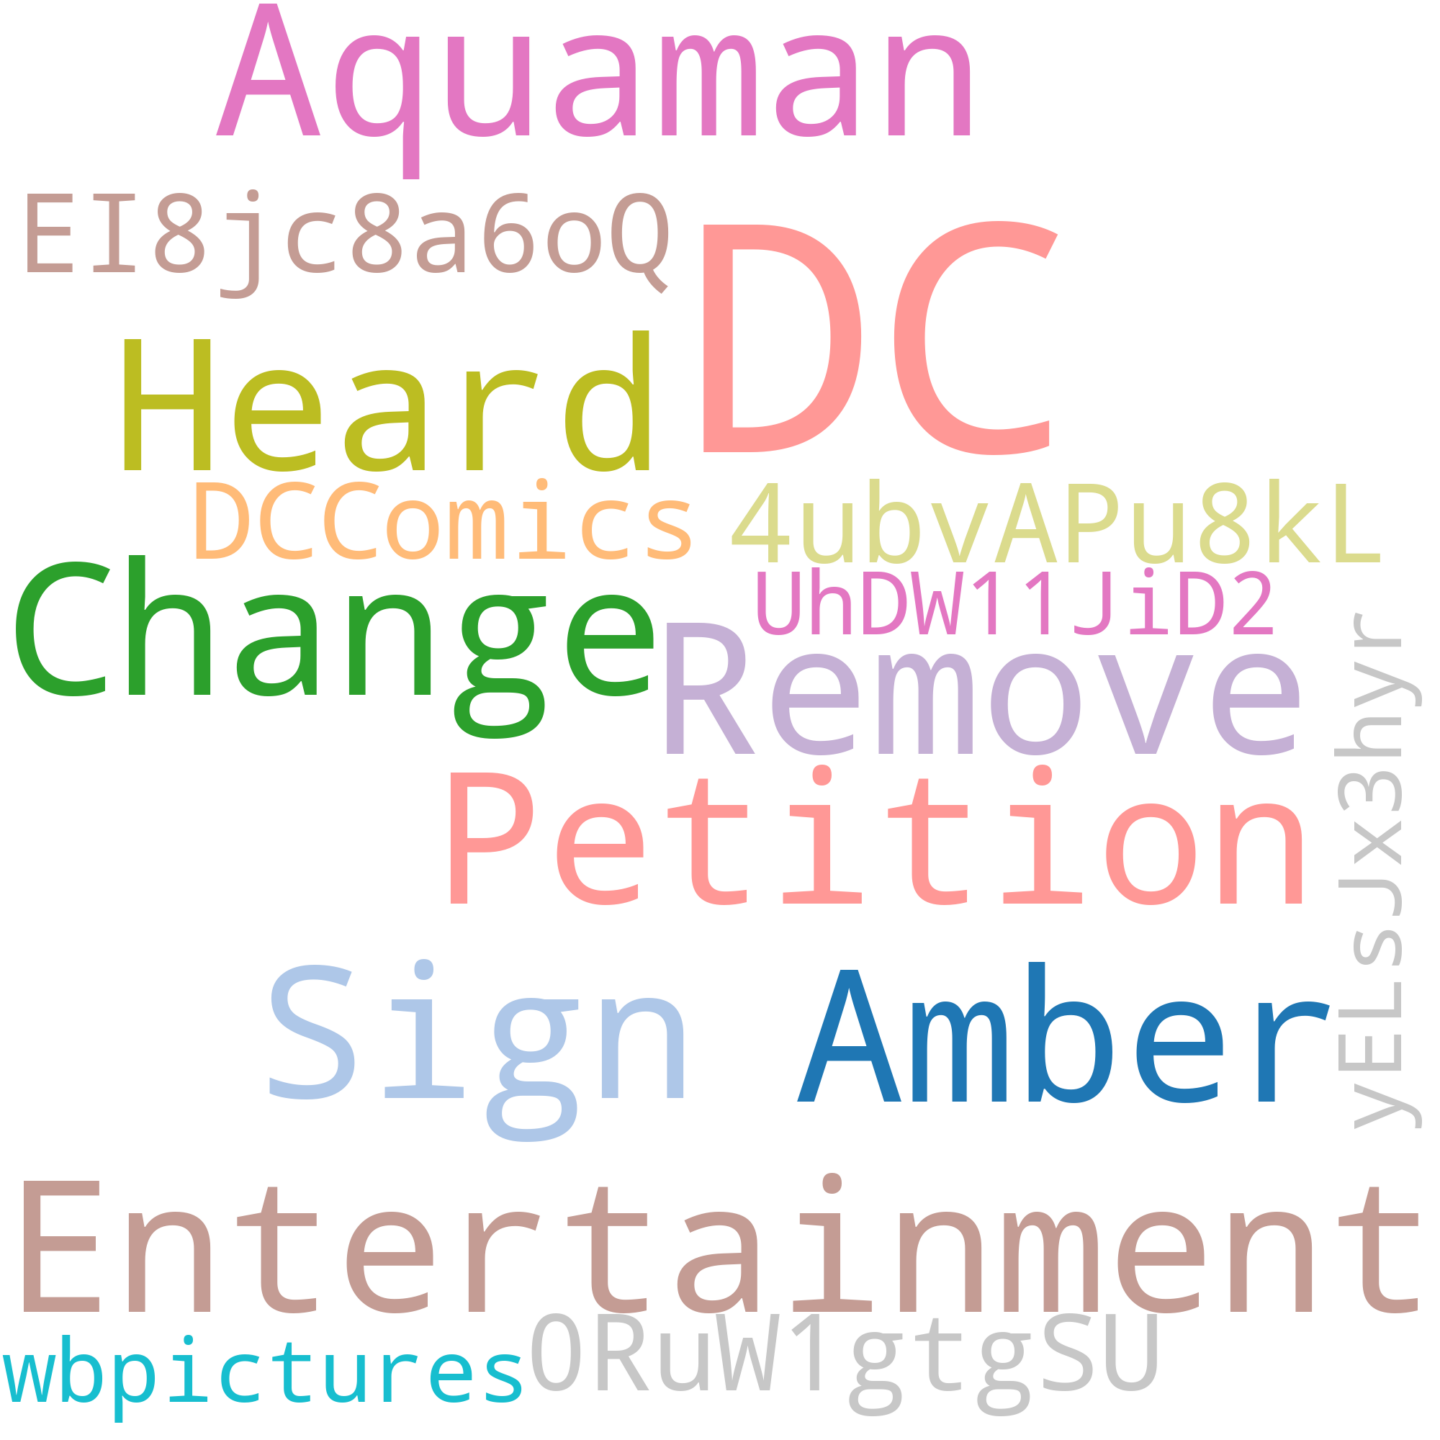 Aquaman
EI8jc8a6oQ
DC
Heard
DCComics
4ubvAPu8kL
Change
UhDW11JiD2
Remove
yELsJx3hyr
Petition
Sign
Amber
Entertainment
wbpictures
0RuW1gtgSU